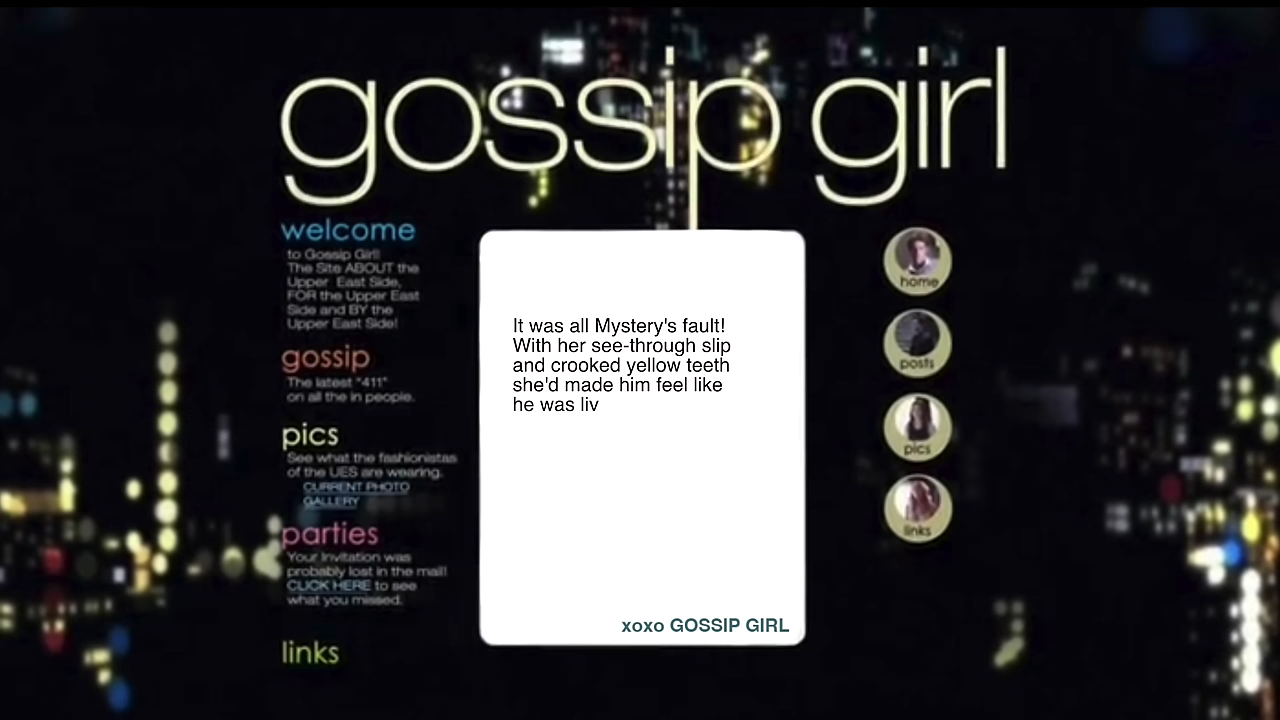 gossip girl
welcome
to Gossip Girl!
The Site ABOUT the
Upper East Side,
FOR the Upper East
Side and BY the
Upper East Side!
gossip
The latest "411"
on all the in people.
pics
See what the fashionistas
of the UES are wearing.
CURRENT PHOTO
GALLERY
parties
Your Invitation was
probably lost in the mail!
CLICK HERE to see
what you missed.
links
It was all Mystery's fault!
With her see-through slip
and crooked yellow teeth
she'd made him feel like
he was liv
xoxo GOSSIP GIRL
home
posts
pics
links